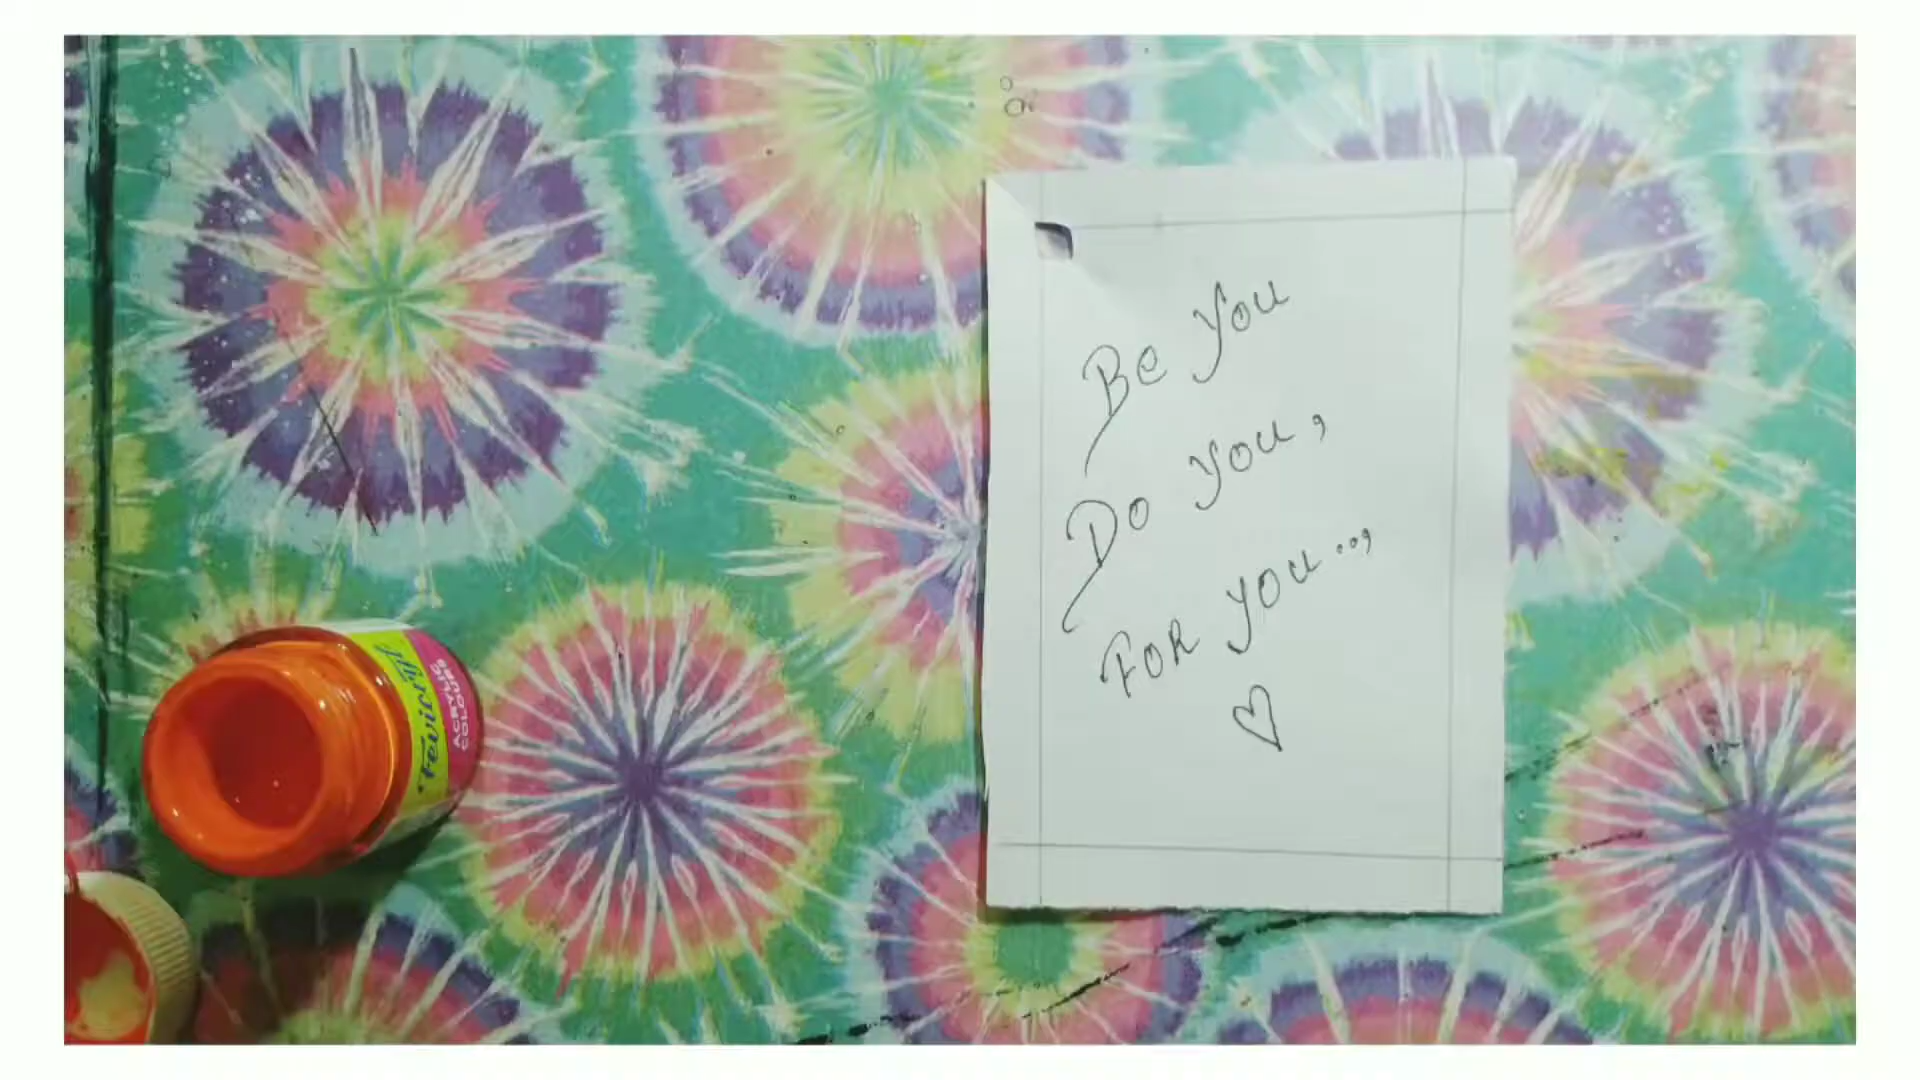 Be You
Do You,
FOR YOU...,
♡
Fevicryl
ACRYLIC
COLOURS